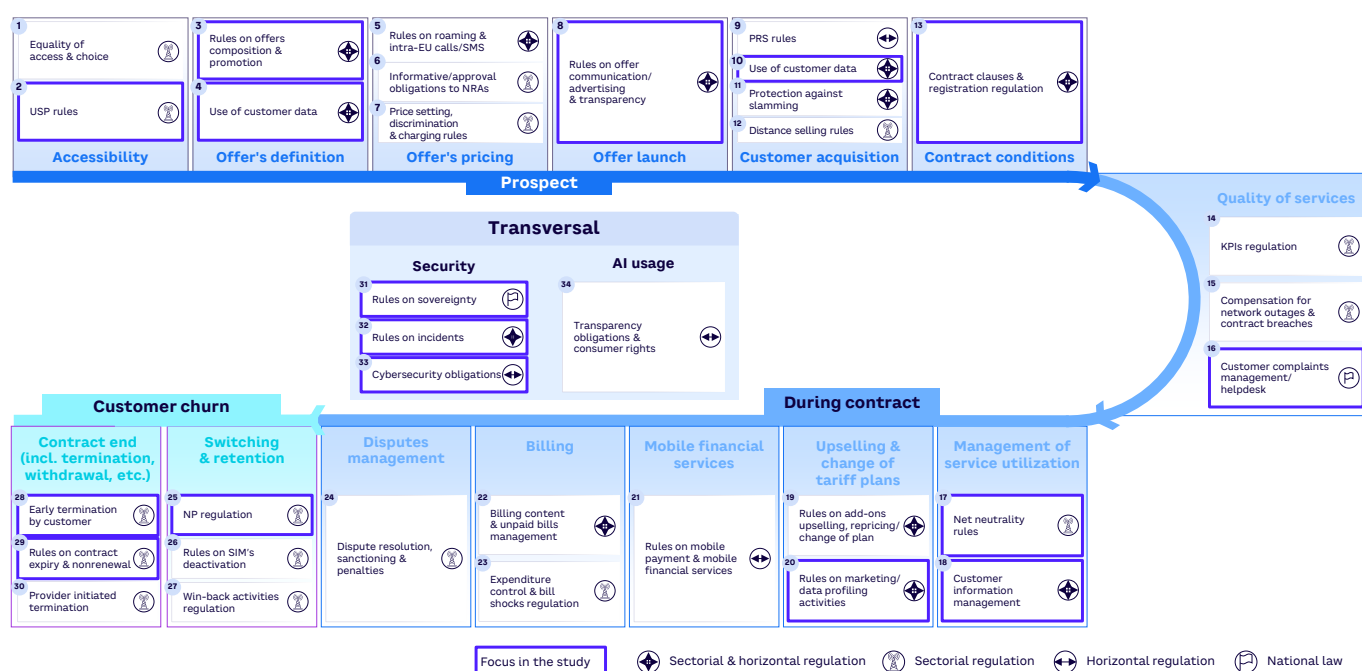 1
Equality of
access & choice
2
USP rules
Accessibility
3
Rules on offers
composition &
promotion
4
Use of customer data
Offer's definition
5
Rules on roaming &
intra-EU calls/SMS
6
Informative/approval
obligations to NRAs
7
Price setting,
discrimination
& charging rules
Offer's pricing
8
Rules on offer
communication/
advertising
& transparency
Offer launch
9
PRS rules
10
Use of customer data
11
Protection against
slamming
12
Distance selling rules
Customer acquisition
13
Contract clauses &
registration regulation
Contract conditions
Prospect
Quality of services
14
KPIs regulation
15
Compensation for
network outages &
contract breaches
16
Customer complaints
management/
helpdesk
Transversal
Security
31
Rules on sovereignty
32
Rules on incidents
33
Cybersecurity obligations
AI usage
34
Transparency
obligations &
consumer rights
Customer churn
During contract
Contract end
(incl. termination,
withdrawal, etc.)
28
Early termination
by customer
29
Rules on contract
expiry & nonrenewal
30
Provider initiated
termination
Switching
& retention
25
NP regulation
26
Rules on SIM's
deactivation
27
Win-back activities
regulation
Disputes
management
24
Dispute resolution,
sanctioning &
penalties
Billing
22
Billing content
& unpaid bills
management
23
Expenditure
control & bill
shocks regulation
Mobile financial
services
21
Rules on mobile
payment & mobile
financial services
Upselling &
change of
tariff plans
19
Rules on add-ons
upselling, repricing/
change of plan
20
Rules on marketing/
data profiling
activities
Management of
service utilization
17
Net neutrality
rules
18
Customer
information
management
Focus in the study
Sectorial & horizontal regulation
Sectorial regulation
Horizontal regulation
National law